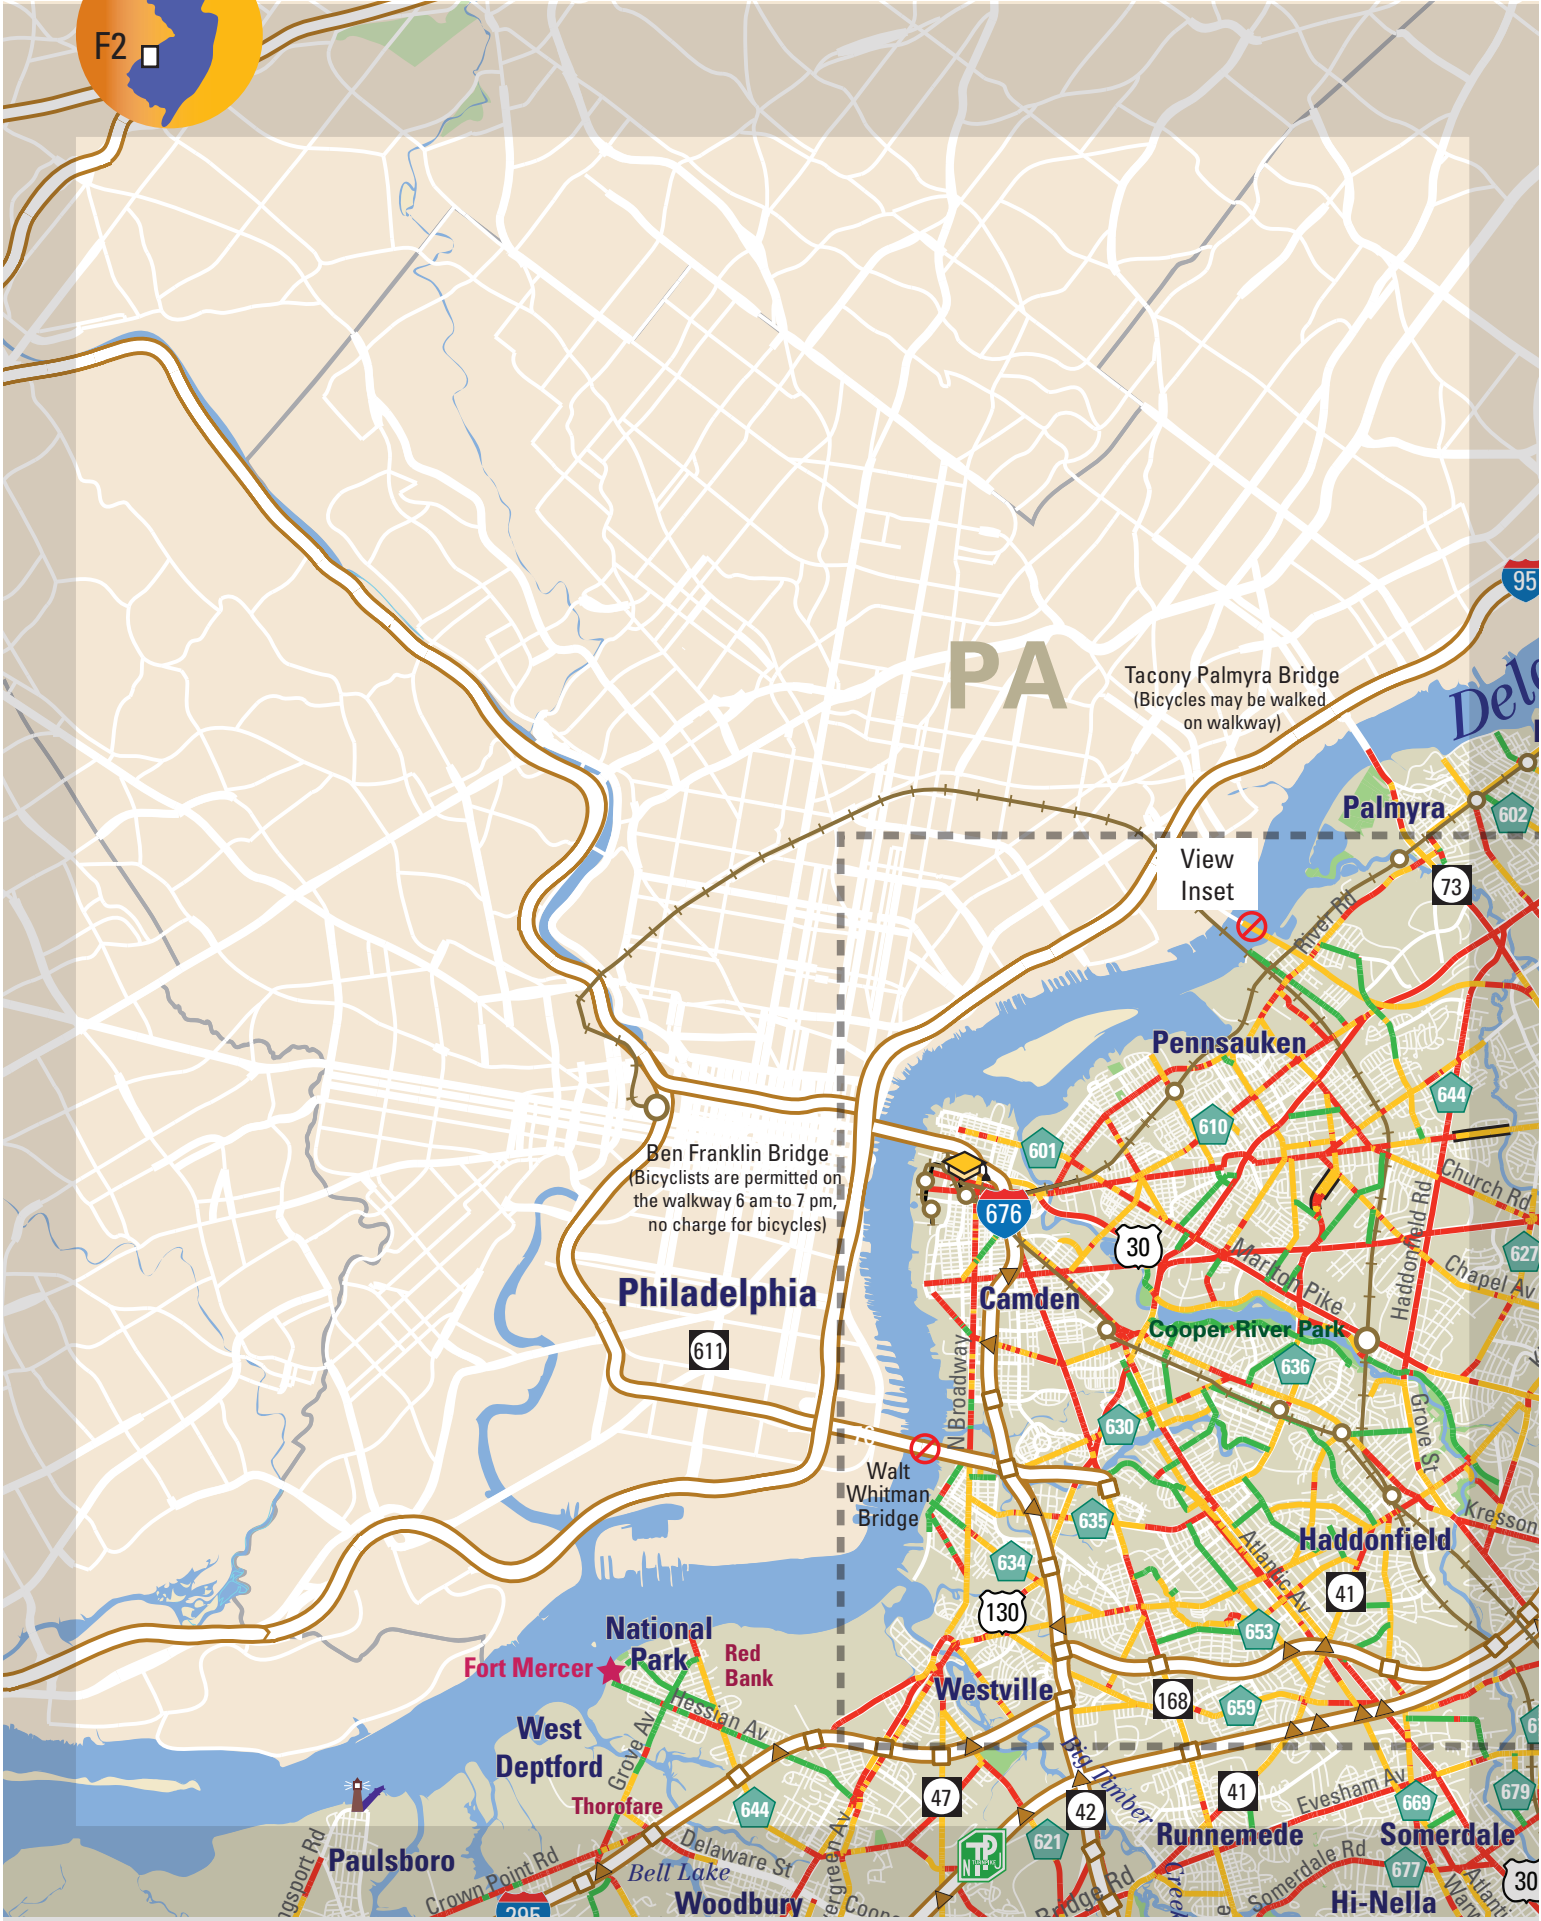 F2
95
PA
Tacony Palmyra Bridge
(Bicycles may be walked
on walkway)
Palmyra
602
View
Inset
73
River Rd
Pennsauken
644
610
601
Church Rd
Ben Franklin Bridge
(Bicyclists are permitted on
the walkway 6 am to 7 pm,
no charge for bicycles)
676
30
Haddonfield Rd
627
Marlton Pike
Chapel Av
Philadelphia
Camden
Cooper River Park
611
636
N Broadway
630
Grove St
76
Walt
Whitman
Bridge
635
Kresson
Haddonfield
634
Atlantic Av
41
130
653
National
Park
Red
Bank
Fort Mercer
Westville
168
659
Hessian Av
West
Deptford
Grove Av
Big Timber
Creek
Thorofare
644
47
42
41
Evesham Av
669
679
Runnemede
Somerdale
621
Paulsboro
Crown Point Rd
Delaware St
Bell Lake
Somerdale Rd
677
30
295
Woodbury
Hi-Nella